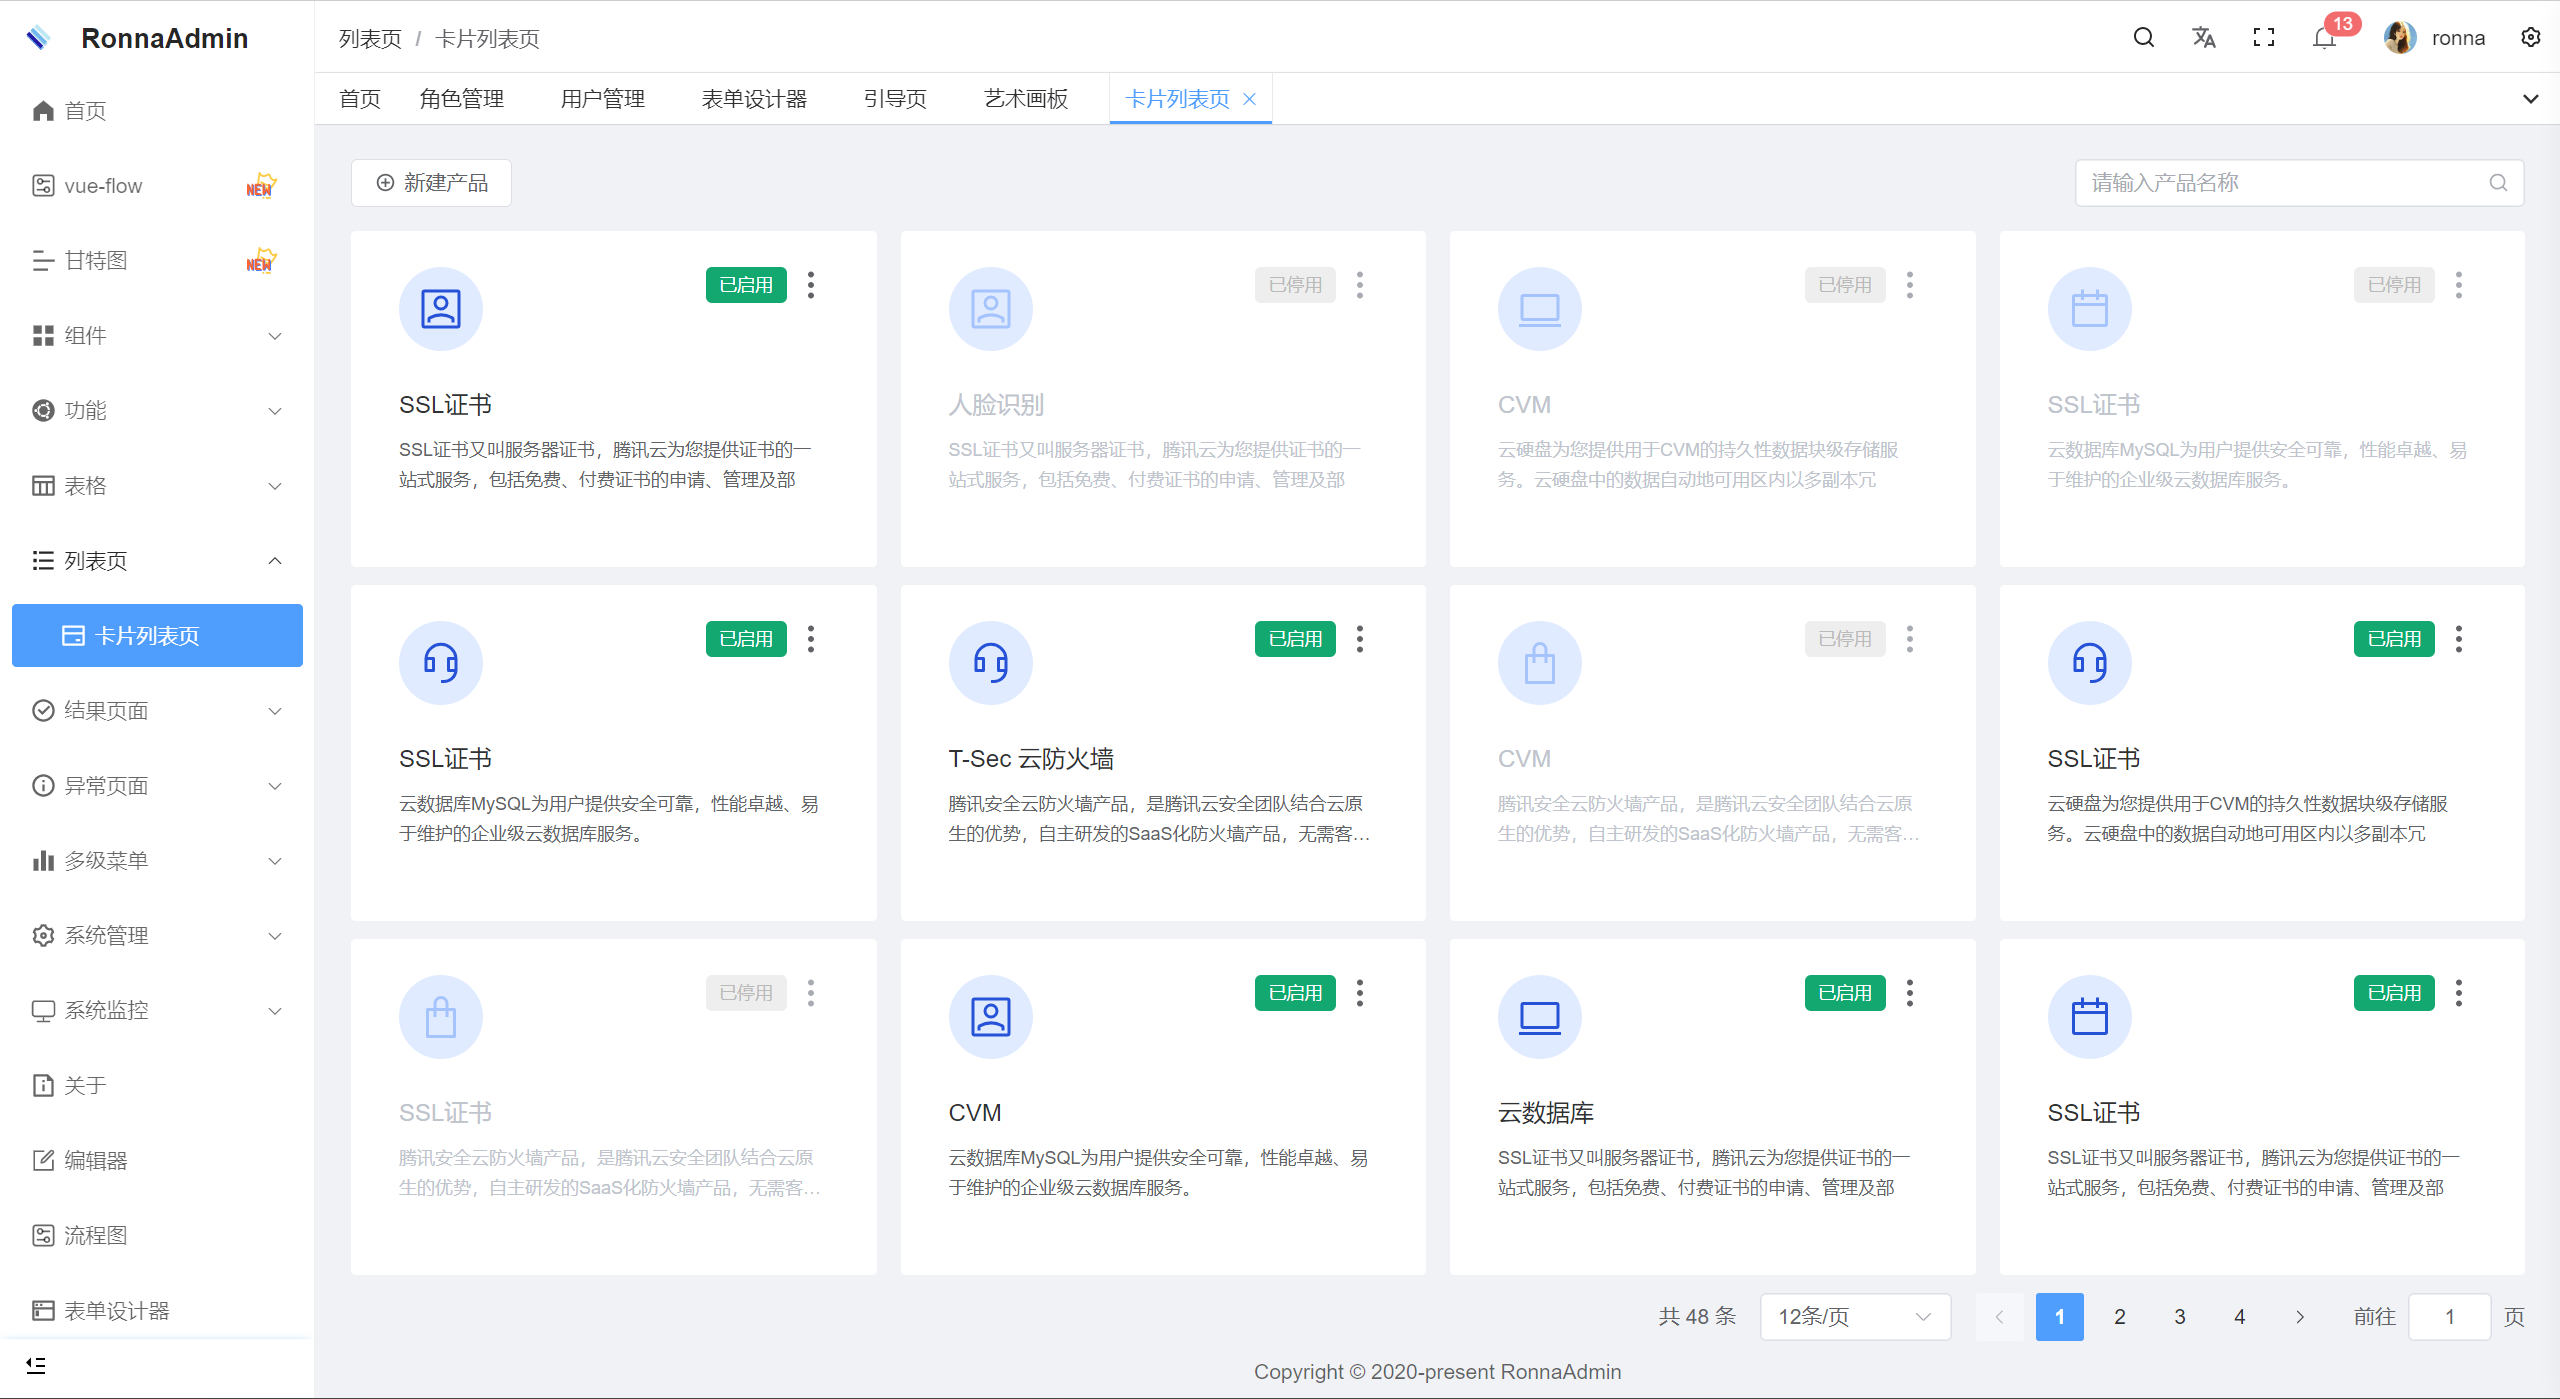 RonnaAdmin
首页
vue-flow
NEW
甘特图
NEW
组件
功能
表格
列表页
卡片列表页
结果页面
异常页面
多级菜单
系统管理
系统监控
关于
编辑器
流程图
表单设计器
列表页 / 卡片列表页
13
ronna
首页 角色管理 用户管理 表单设计器 引导页 艺术画板 卡片列表页
新建产品
请输入产品名称
已启用
SSL证书
SSL证书又叫服务器证书，腾讯云为您提供证书的一
站式服务，包括免费、付费证书的申请、管理及部
已停用
人脸识别
SSL证书又叫服务器证书，腾讯云为您提供证书的一
站式服务，包括免费、付费证书的申请、管理及部
已停用
CVM
云硬盘为您提供用于CVM的持久性数据块级存储服
务。云硬盘中的数据自动地可用区内以多副本冗
已停用
SSL证书
云数据库MySQL为用户提供安全可靠，性能卓越、易
于维护的企业级云数据库服务。
已启用
SSL证书
云数据库MySQL为用户提供安全可靠，性能卓越、易
于维护的企业级云数据库服务。
已启用
T-Sec 云防火墙
腾讯安全云防火墙产品，是腾讯云安全团队结合云原
生的优势，自主研发的SaaS化防火墙产品，无需客…
已停用
CVM
腾讯安全云防火墙产品，是腾讯云安全团队结合云原
生的优势，自主研发的SaaS化防火墙产品，无需客…
已启用
SSL证书
云硬盘为您提供用于CVM的持久性数据块级存储服
务。云硬盘中的数据自动地可用区内以多副本冗
已停用
SSL证书
腾讯安全云防火墙产品，是腾讯云安全团队结合云原
生的优势，自主研发的SaaS化防火墙产品，无需客…
已启用
CVM
云数据库MySQL为用户提供安全可靠，性能卓越、易
于维护的企业级云数据库服务。
已启用
云数据库
SSL证书又叫服务器证书，腾讯云为您提供证书的一
站式服务，包括免费、付费证书的申请、管理及部
已启用
SSL证书
SSL证书又叫服务器证书，腾讯云为您提供证书的一
站式服务，包括免费、付费证书的申请、管理及部
共 48 条 12条/页 1 2 3 4 前往 1 页
Copyright © 2020-present RonnaAdmin